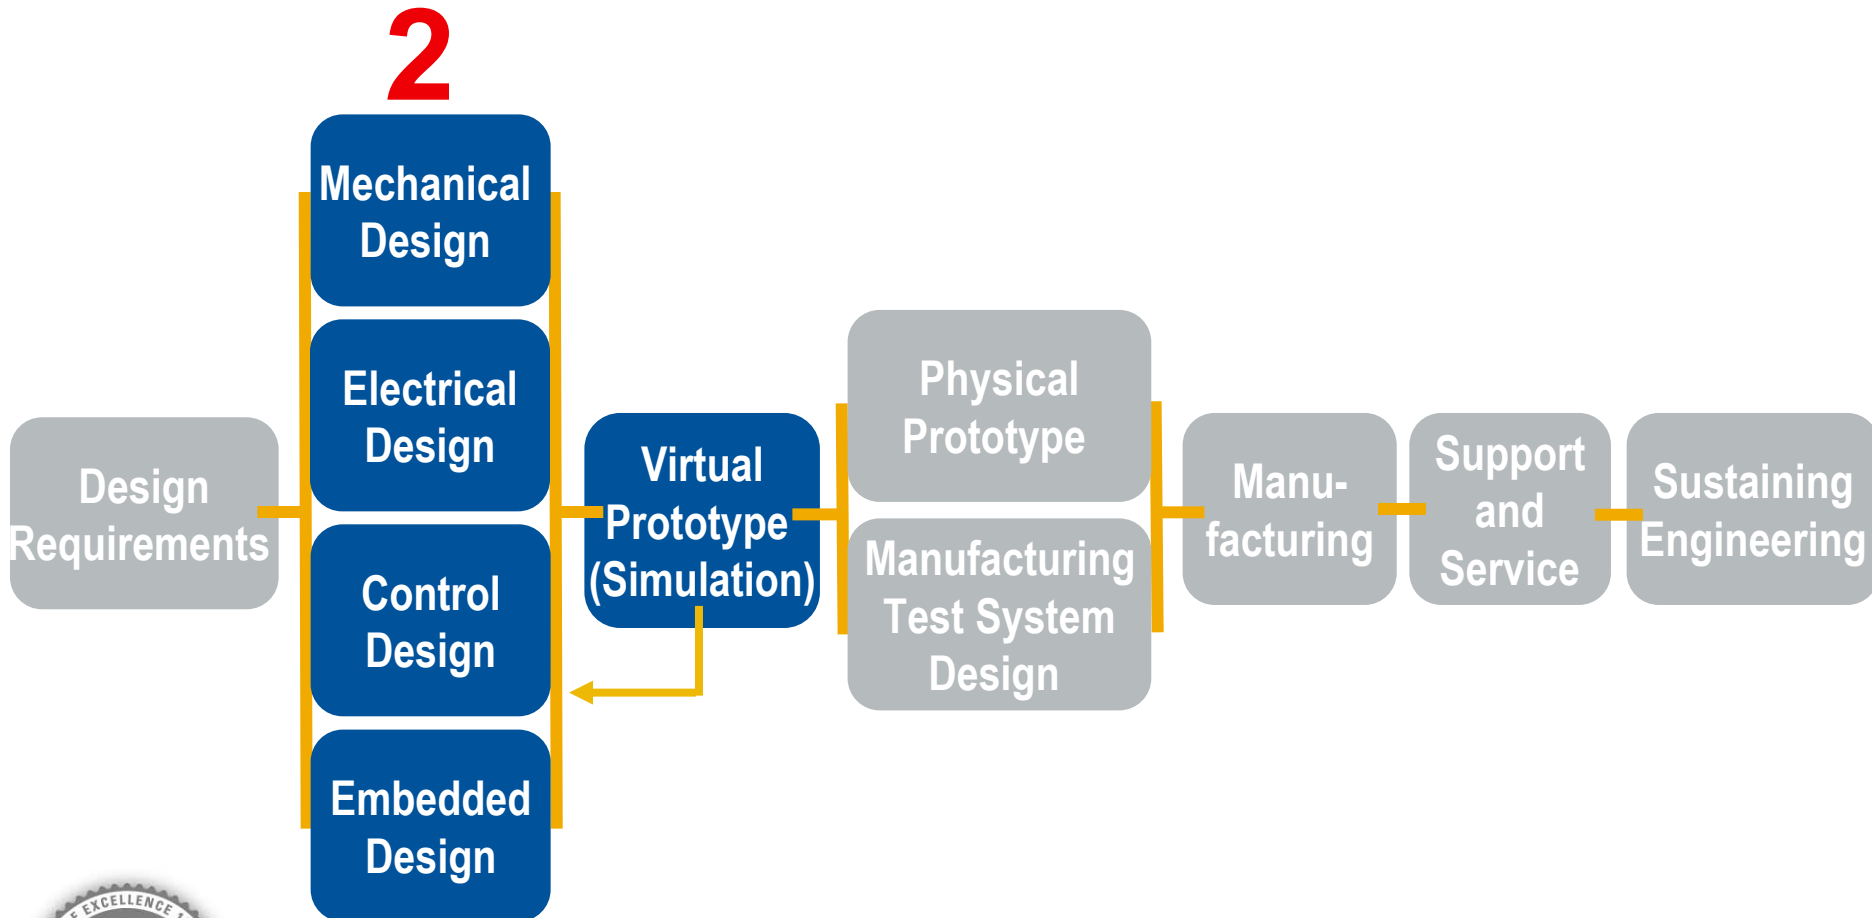 2
Mechanical
Design
Electrical
Design
Control
Design
Embedded
Design
Design
Requirements
Virtual
Prototype
(Simulation)
Physical
Prototype
Manufacturing
Test System
Design
Manu-
facturing
Support
and
Service
Sustaining
Engineering
EXCELLENCE